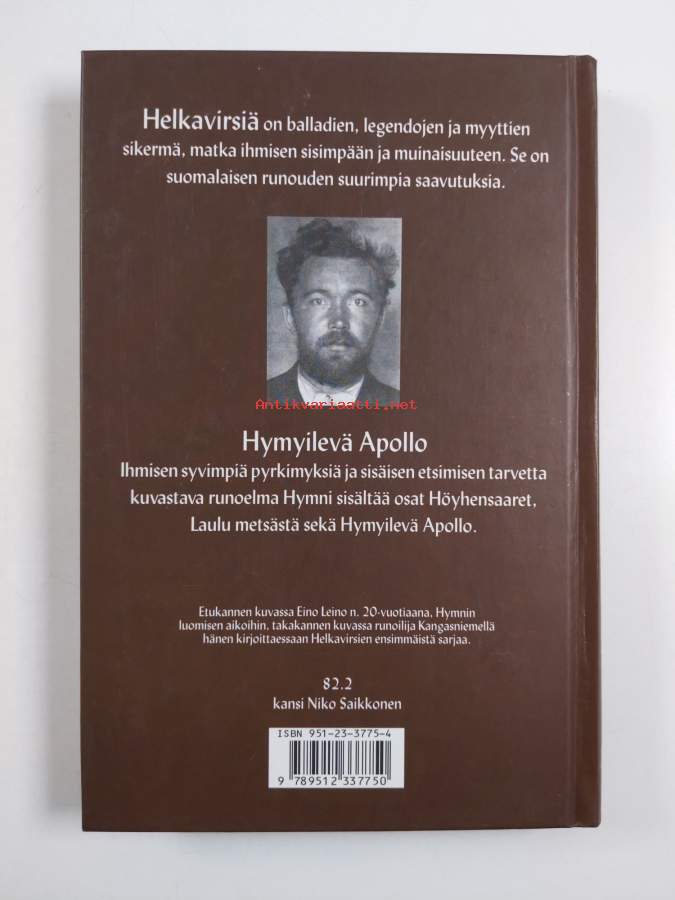 Helkavirsiä on balladien, legendojen ja myyttien
sikermä, matka ihmisen sisimpään ja muinaisuuteen. Se on
suomalaisen runouden suurimpia saavutuksia.
Antikvariaatti.net
Hymyilevä Apollo
Ihmisen syvimpiä pyrkimyksiä ja sisäisen etsimisen tarvetta
kuvastava runoelma Hymni sisältää osat Höyhensaaret,
Laulu metsästä sekä Hymyilevä Apollo.
Etukannen kuvassa Eino Leino n. 20-vuotiaana, Hymnin
luomisen aikoihin, takakannen kuvassa runoilija Kangasniemellä
hänen kirjoittaessaan Helkavirsien ensimmäistä sarjaa.
82.2
kansi Niko Saikkonen
ISBN 951-23-3775-4
9 789512 337750